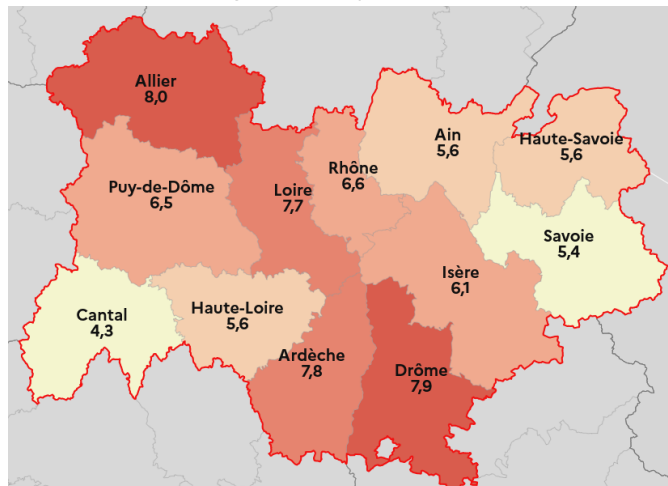 Allier
8,0
Ain
5,6
Haute-Savoie
5,6
Rhône
6,6
Puy-de-Dôme
6,5
Loire
7,7
Savoie
5,4
Isère
6,1
Haute-Loire
5,6
Cantal
4,3
Ardèche
7,8
Drôme
7,9